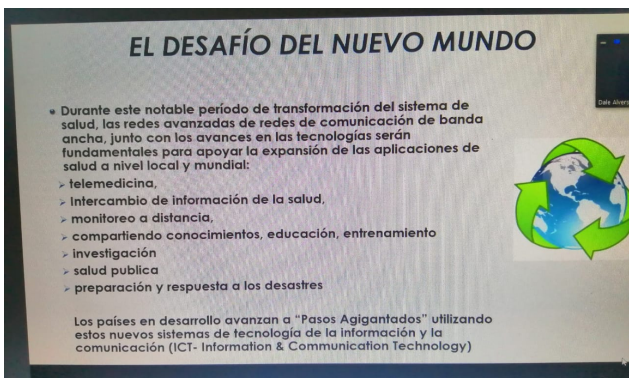 EL DESAFÍO DEL NUEVO MUNDO
Durante este notable período de transformación del sistema de
salud, las redes avanzadas de redes de comunicación de banda
ancha, junto con los avances en las tecnologías serán
fundamentales para apoyar la expansión de las aplicaciones de
salud a nivel local y mundial:
➢ telemedicina,
➢ Intercambio de información de la salud,
➢ monitoreo a distancia,
➢ compartiendo conocimientos, educación, entrenamiento
➢ investigación
➢ salud publica
➢ preparación y respuesta a los desastres
Los países en desarrollo avanzan a “Pasos Agigantados” utilizando
estos nuevos sistemas de tecnología de la información y la
comunicación (ICT- Information & Communication Technology)
Dale Alvers